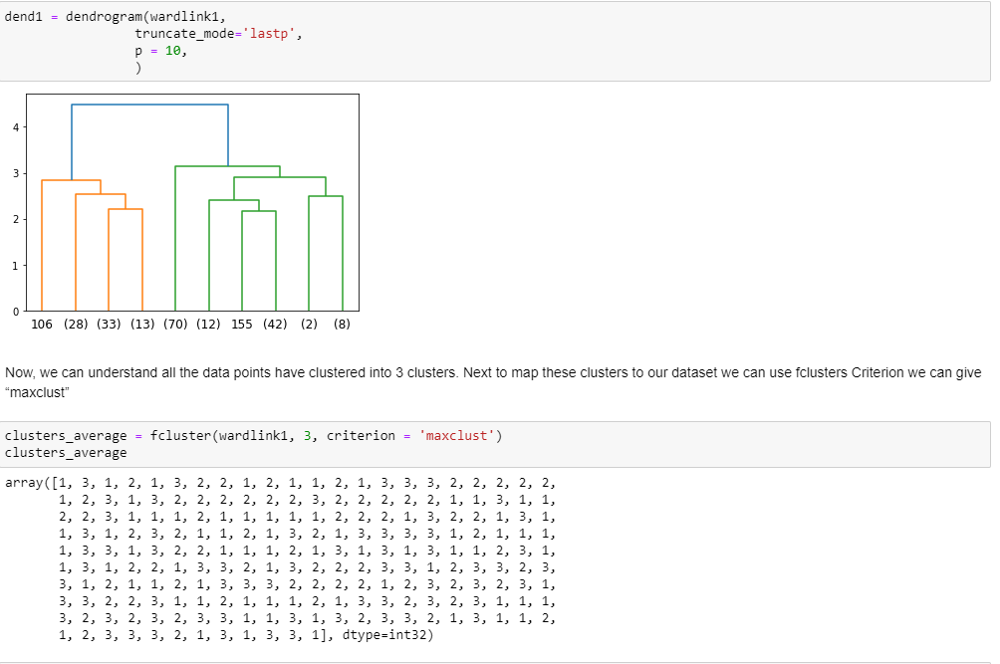 dend1 = dendrogram(wardlink1,
truncate_mode='lastp',
p = 10,
)
4
3
2
1
0
106 (28) (33) (13) (70) (12) 155 (42) (2) (8)
Now, we can understand all the data points have clustered into 3 clusters. Next to map these clusters to our dataset we can use fclusters Criterion we can give
“maxclust”
clusters_average = fcluster(wardlink1, 3, criterion = 'maxclust')
clusters_average
array([1, 3, 1, 2, 1, 3, 2, 2, 1, 2, 1, 1, 2, 1, 3, 3, 3, 2, 2, 2, 2, 2,
1, 2, 3, 1, 3, 2, 2, 2, 2, 2, 2, 3, 2, 2, 2, 2, 2, 1, 1, 3, 1, 1,
2, 2, 3, 1, 1, 1, 2, 1, 1, 1, 1, 1, 2, 2, 2, 1, 3, 2, 2, 1, 3, 1,
1, 3, 1, 2, 3, 2, 1, 1, 2, 1, 3, 2, 1, 3, 3, 3, 3, 1, 2, 1, 1, 1,
1, 3, 3, 1, 3, 2, 2, 1, 1, 1, 2, 1, 3, 1, 3, 1, 3, 1, 1, 2, 3, 1,
1, 3, 1, 2, 2, 1, 3, 3, 2, 1, 3, 2, 2, 2, 3, 3, 1, 2, 3, 3, 2, 3,
3, 1, 2, 1, 1, 2, 1, 3, 3, 3, 2, 2, 2, 2, 1, 2, 3, 2, 3, 2, 3, 1,
3, 3, 2, 2, 3, 1, 1, 2, 1, 1, 1, 2, 1, 3, 3, 2, 3, 2, 3, 1, 1, 1,
3, 2, 3, 2, 3, 2, 3, 3, 1, 1, 3, 1, 3, 2, 3, 3, 2, 1, 3, 1, 1, 2,
1, 2, 3, 3, 3, 2, 1, 3, 1, 3, 3, 1], dtype=int32)